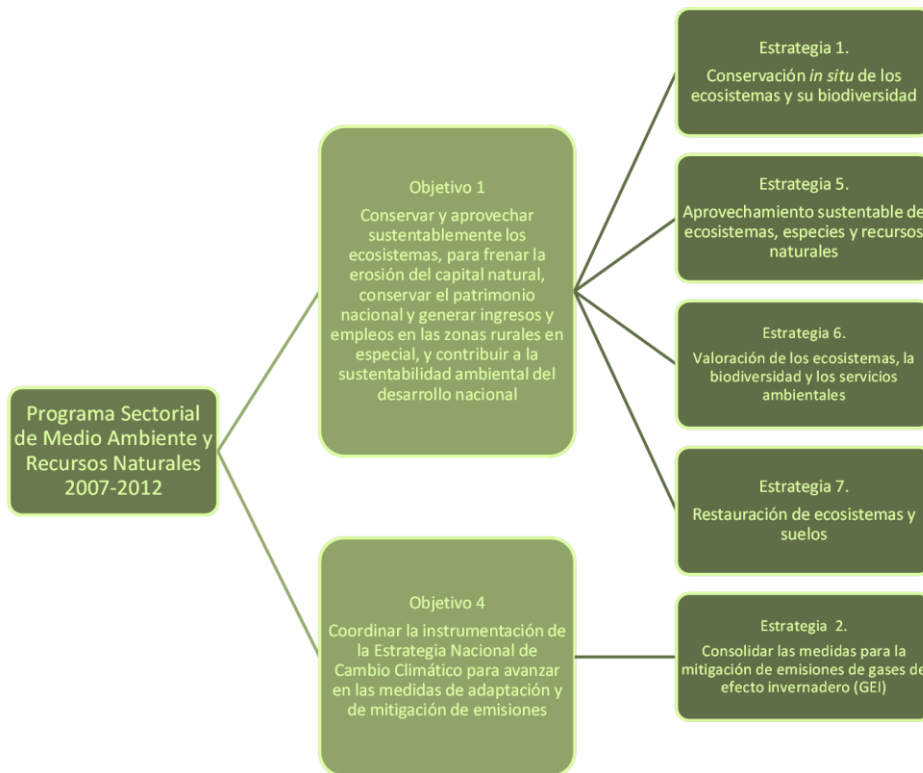 Programa Sectorial
de Medio Ambiente y
Recursos Naturales
2007-2012
Objetivo 1
Conservar y aprovechar
sustentablemente los
ecosistemas, para frenar la
erosión del capital natural,
conservar el patrimonio
nacional y generar ingresos y
empleos en las zonas rurales en
especial, y contribuir a la
sustentabilidad ambiental del
desarrollo nacional
Estrategia 1.
Conservación in situ de los
ecosistemas y su biodiversidad
Estrategia 5.
Aprovechamiento sustentable de
ecosistemas, especies y recursos
naturales
Estrategia 6.
Valoración de los ecosistemas, la
biodiversidad y los servicios
ambientales
Estrategia 7.
Restauración de ecosistemas y
suelos
Objetivo 4
Coordinar la instrumentación de
la Estrategia Nacional de
Cambio Climático para avanzar
en las medidas de adaptación y
de mitigación de emisiones
Estrategia 2.
Consolidar las medidas para la
mitigación de emisiones de gases de
efecto invernadero (GEI)